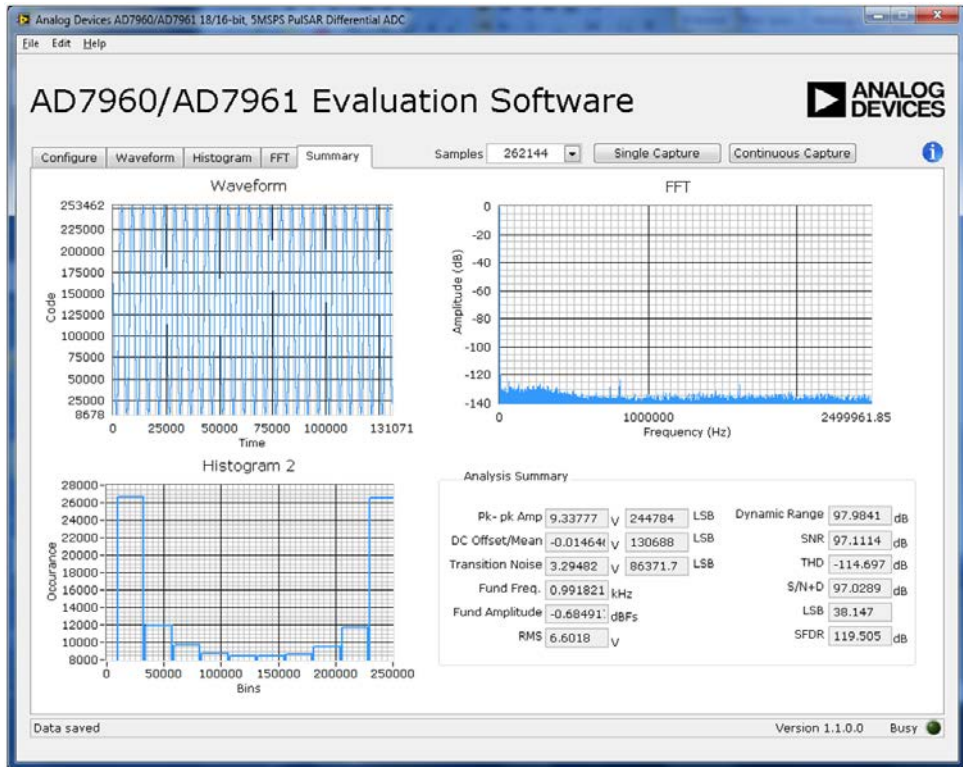 Analog Devices AD7960/AD7961 18/16-bit, 5MSPS PulSAR Differential ADC
File Edit Help
AD7960/AD7961 Evaluation Software
ANALOG
DEVICES
Configure Waveform Histogram FFT Summary Samples 262144 Single Capture Continuous Capture i
Waveform
253462
225000
200000
175000
150000
125000
100000
75000
50000
25000
8678
Code
0 25000 50000 75000 100000 131071
Time
FFT
0
-20
-40
-60
-80
-100
-120
-140
Amplitude (dB)
0 1000000 2499961.85
Frequency (Hz)
Histogram 2
28000
26000
24000
22000
20000
18000
16000
14000
12000
10000
8000
Occurance
0 50000 100000 150000 200000 250000
Bins
Analysis Summary
Pk- pk Amp 9.33777 V 244784 LSB
DC Offset/Mean -0.01464 V 130688 LSB
Transition Noise 3.29482 V 86371.7 LSB
Fund Freq. 0.991821 kHz
Fund Amplitude -0.68491 dBFs
RMS 6.6018 V
Dynamic Range 97.9841 dB
SNR 97.1114 dB
THD -114.697 dB
S/N+D 97.0289 dB
LSB 38.147
SFDR 119.505 dB
Data saved Version 1.1.0.0 Busy